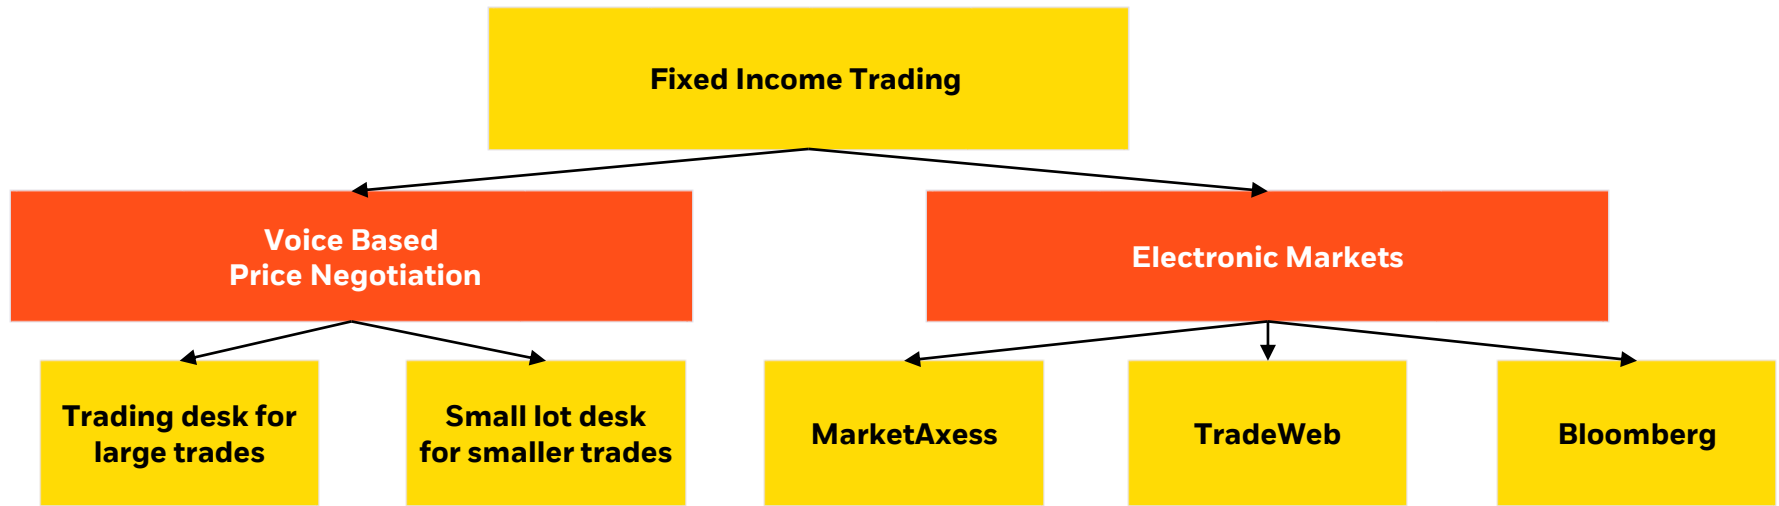 Fixed Income Trading
Voice Based
Price Negotiation
Electronic Markets
Trading desk for
large trades
Small lot desk
for smaller trades
MarketAxess
TradeWeb
Bloomberg